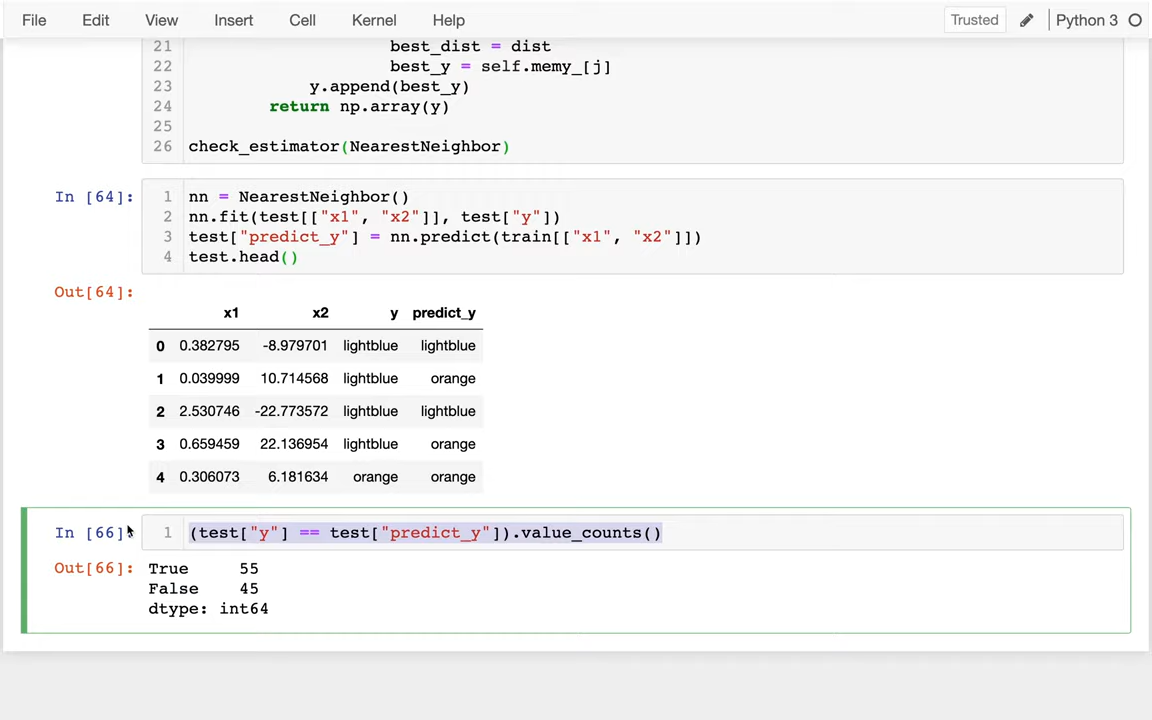 File Edit View Insert Cell Kernel Help Trusted Python 3
21 best_dist = dist
22 best_y = self.memy_[j]
23 y.append(best_y)
24 return np.array(y)
25
26 check_estimator(NearestNeighbor)
In [64]: 1 nn = NearestNeighbor()
2 nn.fit(test[["x1", "x2"]], test["y"])
3 test["predict_y"] = nn.predict(train[["x1", "x2"]])
4 test.head()
Out[64]:
x1 x2 y predict_y
0 0.382795 -8.979701 lightblue lightblue
1 0.039999 10.714568 lightblue orange
2 2.530746 -22.773572 lightblue lightblue
3 0.659459 22.136954 lightblue orange
4 0.306073 6.181634 orange orange
In [66]: 1 (test["y"] == test["predict_y"]).value_counts()
Out[66]: True 55
False 45
dtype: int64